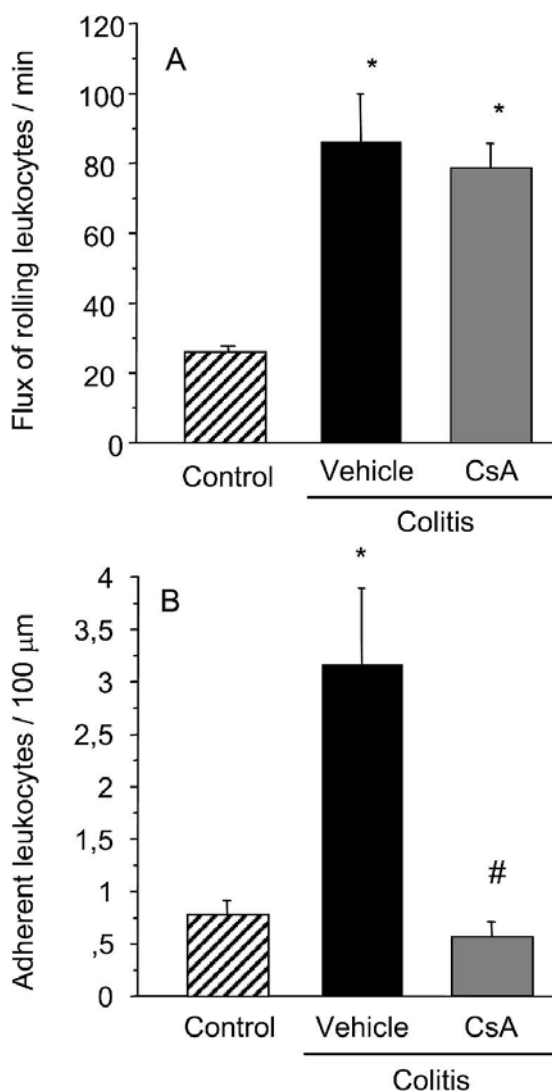 A
Flux of rolling leukocytes / min
120
100
80
60
40
20
0
*
*
Control
Vehicle
CsA
Colitis
B
Adherent leukocytes / 100 μm
4
3,5
3
2,5
2
1,5
1
,5
0
*
#
Control
Vehicle
CsA
Colitis